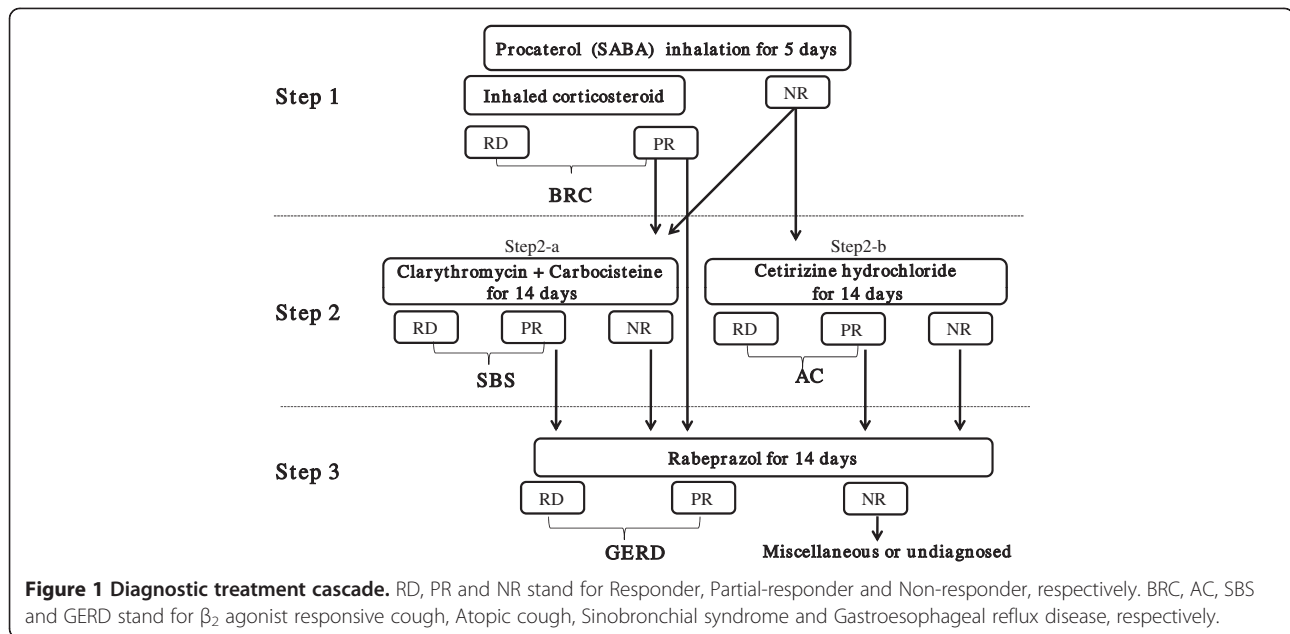 Procaterol (SABA) inhalation for 5 days
Step 1
Inhaled corticosteroid
NR
RD
PR
BRC
Step2-a
Step2-b
Clarythromycin + Carbocisteine
for 14 days
Cetirizine hydrochloride
for 14 days
Step 2
RD
PR
NR
RD
PR
NR
SBS
AC
Step 3
Rabeprazol for 14 days
RD
PR
NR
GERD
Miscellaneous or undiagnosed
Figure 1 Diagnostic treatment cascade. RD, PR and NR stand for Responder, Partial-responder and Non-responder, respectively. BRC, AC, SBS
and GERD stand for β₂ agonist responsive cough, Atopic cough, Sinobronchial syndrome and Gastroesophageal reflux disease, respectively.